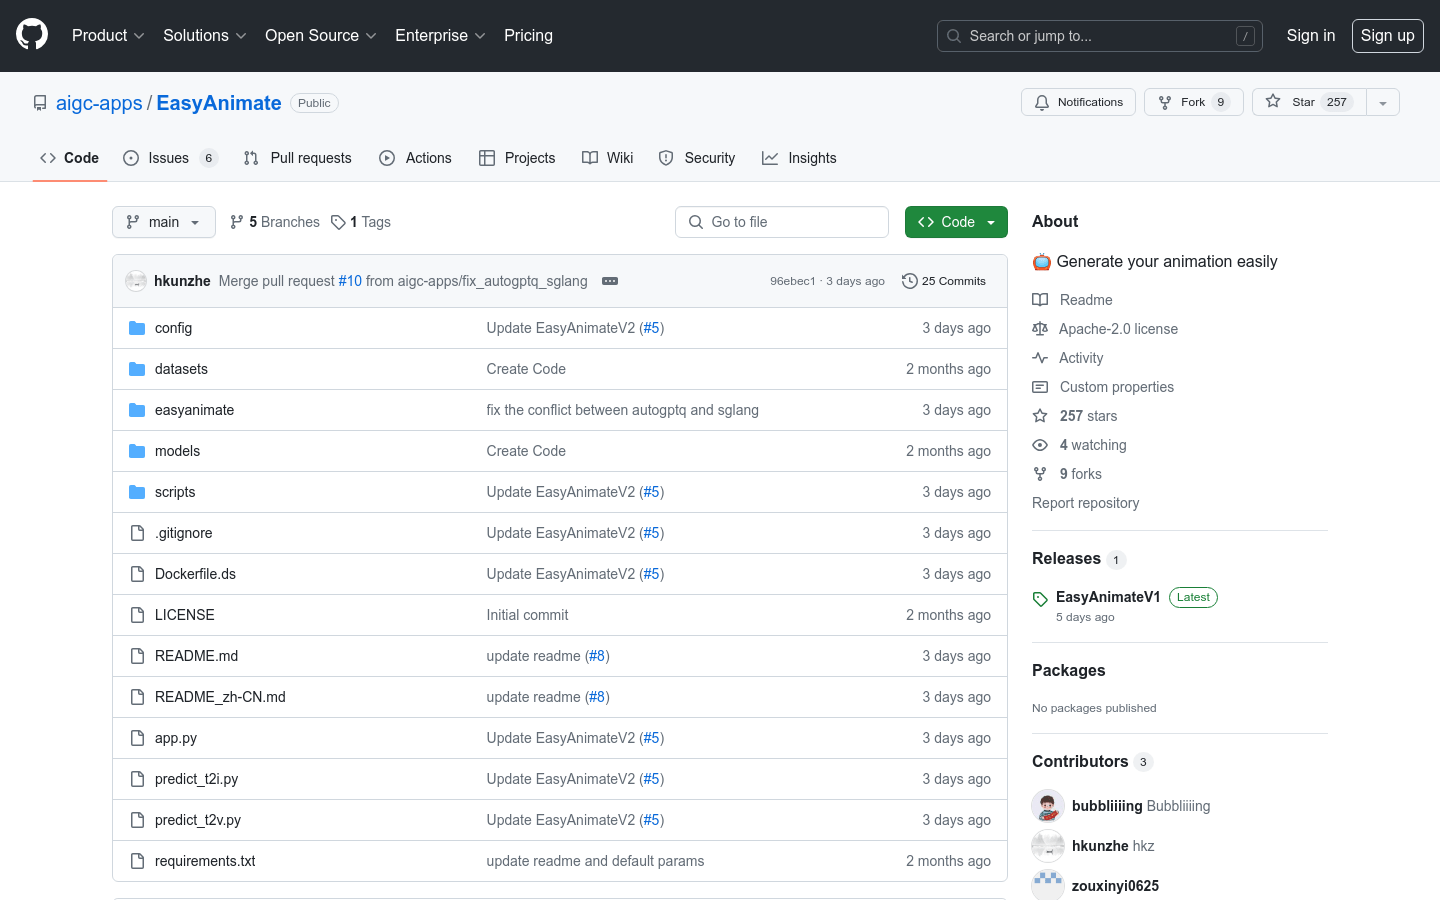 Product Solutions Open Source Enterprise Pricing Search or jump to... / Sign in Sign up
aigc-apps / EasyAnimate Public Notifications Fork 9 Star 257
Code Issues 6 Pull requests Actions Projects Wiki Security Insights
main 5 Branches 1 Tags Go to file Code
hkunzhe Merge pull request #10 from aigc-apps/fix_autogptq_sglang 96ebec1 · 3 days ago 25 Commits
config Update EasyAnimateV2 (#5) 3 days ago
datasets Create Code 2 months ago
easyanimate fix the conflict between autogptq and sglang 3 days ago
models Create Code 2 months ago
scripts Update EasyAnimateV2 (#5) 3 days ago
.gitignore Update EasyAnimateV2 (#5) 3 days ago
Dockerfile.ds Update EasyAnimateV2 (#5) 3 days ago
LICENSE Initial commit 2 months ago
README.md update readme (#8) 3 days ago
README_zh-CN.md update readme (#8) 3 days ago
app.py Update EasyAnimateV2 (#5) 3 days ago
predict_t2i.py Update EasyAnimateV2 (#5) 3 days ago
predict_t2v.py Update EasyAnimateV2 (#5) 3 days ago
requirements.txt update readme and default params 2 months ago
About
Generate your animation easily
Readme
Apache-2.0 license
Activity
Custom properties
257 stars
4 watching
9 forks
Report repository
Releases 1
EasyAnimateV1 Latest
5 days ago
Packages
No packages published
Contributors 3
bubbliiiing Bubbliiiing
hkunzhe hkz
zouxinyi0625